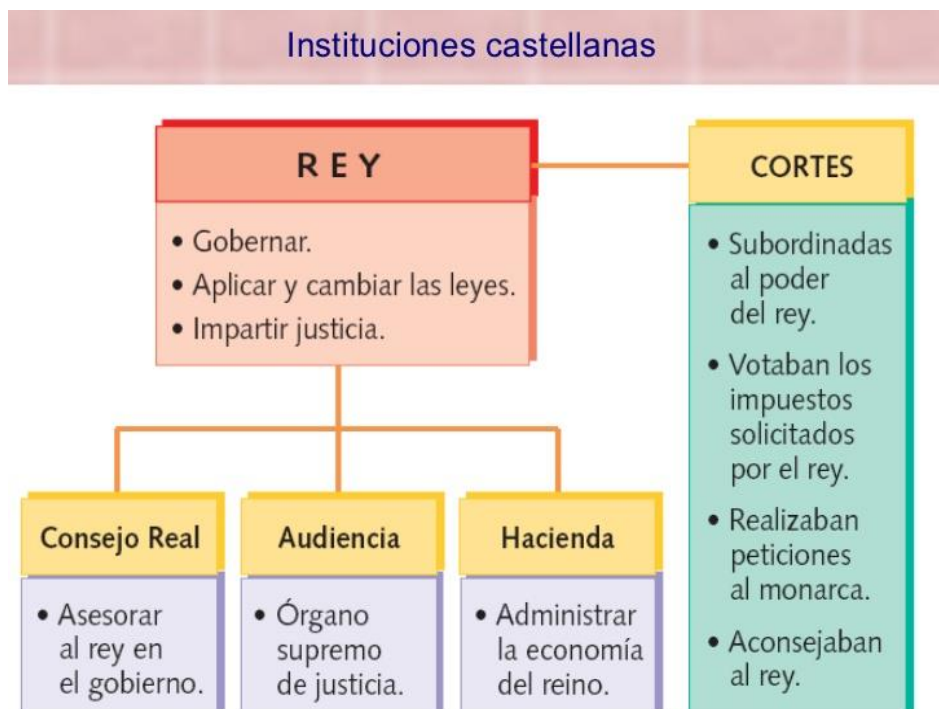 Instituciones castellanas
REY
• Gobernar.
• Aplicar y cambiar las leyes.
• Impartir justicia.
CORTES
• Subordinadas
al poder
del rey.
• Votaban los
impuestos
solicitados
por el rey.
• Realizaban
peticiones
al monarca.
• Aconsejaban
al rey.
Consejo Real
• Asesorar
al rey en
el gobierno.
Audiencia
• Órgano
supremo
de justicia.
Hacienda
• Administrar
la economía
del reino.